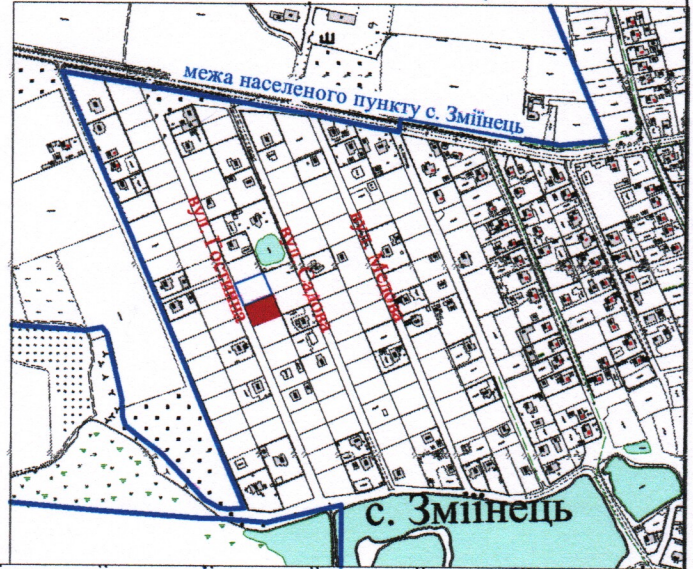 межа населеного пункту с. Зміїнець
вул. Гостинна
вул. Садова
вул. Медова
с. Зміїнець